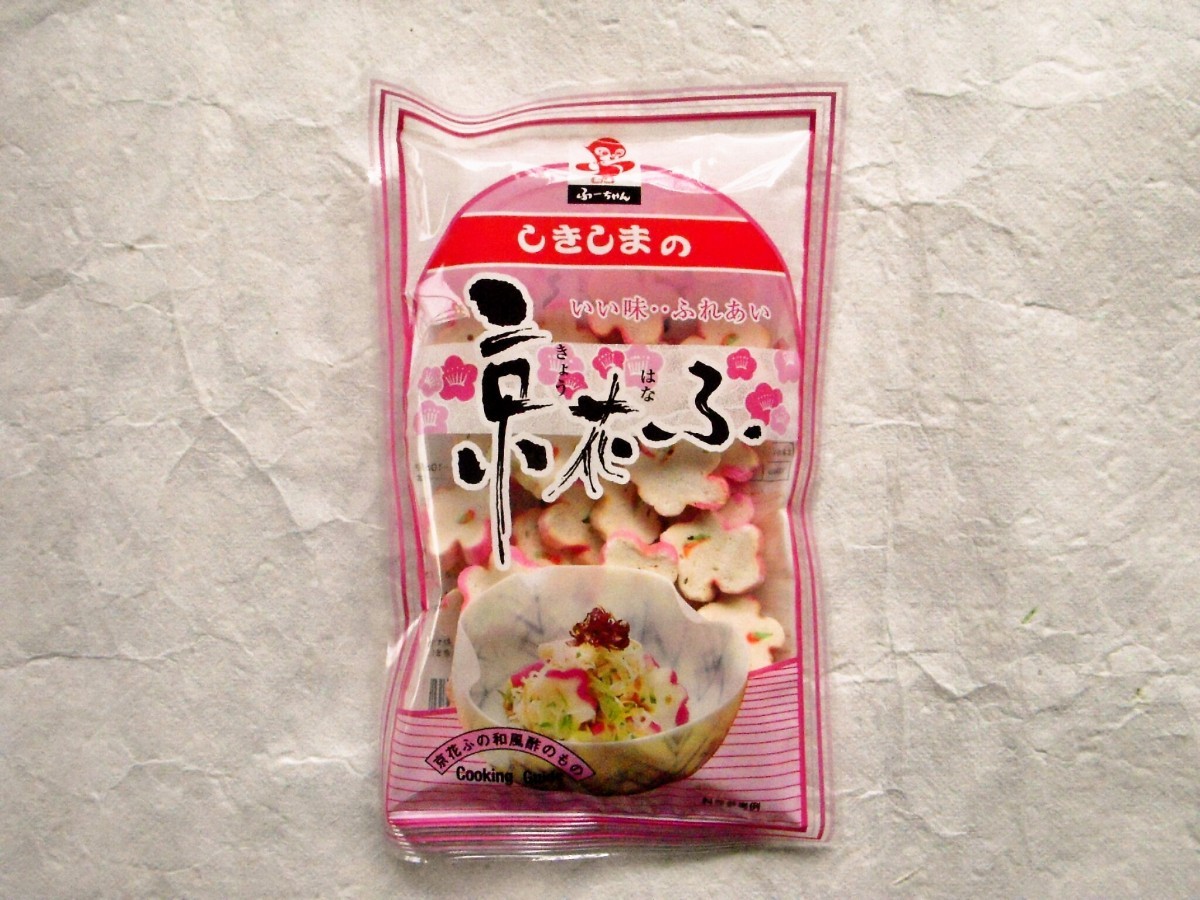 ふーちゃん
しきしまの
いい味‥ふれあい
京花ふ
きょう
はな
京花ふの和風酢のもの
Cooking Guide